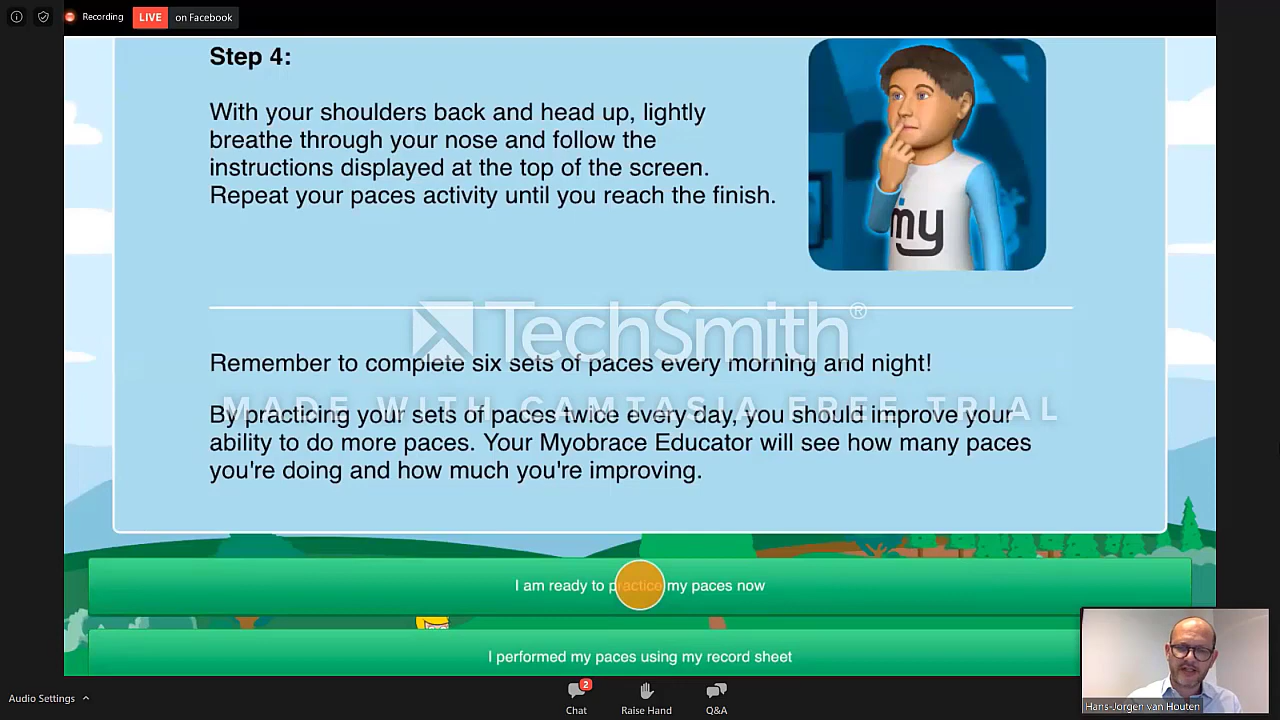 Recording
LIVE
on Facebook
Step 4:
With your shoulders back and head up, lightly
breathe through your nose and follow the
instructions displayed at the top of the screen.
Repeat your paces activity until you reach the finish.
my
TechSmith®
Remember to complete six sets of paces every morning and night!
MADE WITH CAMTASIA FREE TRIAL
By practicing your sets of paces twice every day, you should improve your
ability to do more paces. Your Myobrace Educator will see how many paces
you're doing and how much you're improving.
I am ready to practice my paces now
I performed my paces using my record sheet
Hans-Jorgen van Houten
Audio Settings
2
Chat
Raise Hand
Q&A